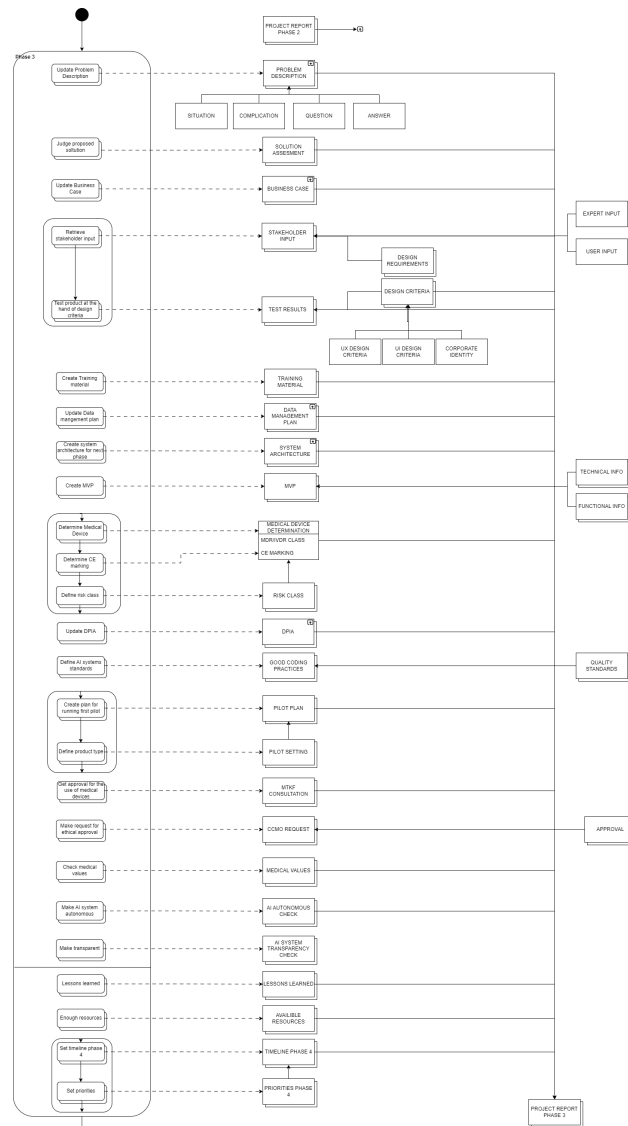 PROJECT REPORT
PHASE 2
Phase 3
Update Problem
Description
PROBLEM
DESCRIPTION
SITUATION
COMPLICATION
QUESTION
ANSWER
Judge proposed
soltution
SOLUTION
ASSESMENT
Update Business
Case
BUSINESS CASE
Retrieve
stakeholder input
STAKEHOLDER
INPUT
EXPERT INPUT
USER INPUT
DESIGN
REQUIREMENTS
DESIGN CRITERIA
Test product at the
hand of design
criteria
TEST RESULTS
UX DESIGN
CRITERIA
UI DESIGN
CRITERIA
CORPORATE
IDENTITY
Create Training
material
TRAINING
MATERIAL
Update Data
mangement plan
DATA
MANAGEMENT
PLAN
Create system
architecture for next
phase
SYSTEM
ARCHITECTURE
TECHNICAL INFO
Create MVP
MVP
FUNCTIONAL INFO
Determine Medical
Device
MEDICAL DEVICE
DETERMINATION
MDR/IVDR CLASS
CE MARKING
Determine CE
marking
Define risk class
RISK CLASS
Update DPIA
DPIA
Define AI systems
standards
GOOD CODING
PRACTICES
QUALITY
STANDARDS
Create plan for
running first pilot
PILOT PLAN
Define product type
PILOT SETTING
Get approval for the
use of medical
devices
MTKF
CONSULTATION
Make request for
ethical approval
CCMO REQUEST
APPROVAL
Check medical
values
MEDICAL VALUES
Make AI system
autonomous
AI AUTONOMOUS
CHECK
Make transparent
AI SYSTEM
TRANSPARENCY
CHECK
Lessons learned
LESSONS LEARNED
Enough resources
AVAILIBLE
RESOURCES
Set timeline phase
4
TIMELINE PHASE 4
Set priorities
PRIORITIES PHASE
4
PROJECT REPORT
PHASE 3